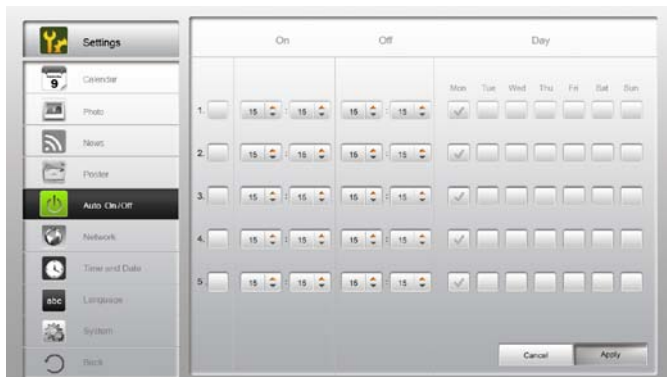 Settings
On Off Day
9
Calendar
Mon Tue Wed Thu Fri Sat Sun
Photo
1. 15 : 15 15 : 15
News
2. 15 : 15 15 : 15
Poster
Auto On/Off
3. 15 : 15 15 : 15
Network
4. 15 : 15 15 : 15
Time and Date
5 15 : 15 15 : 15
abc
Language
System
Back
Cancel Apply